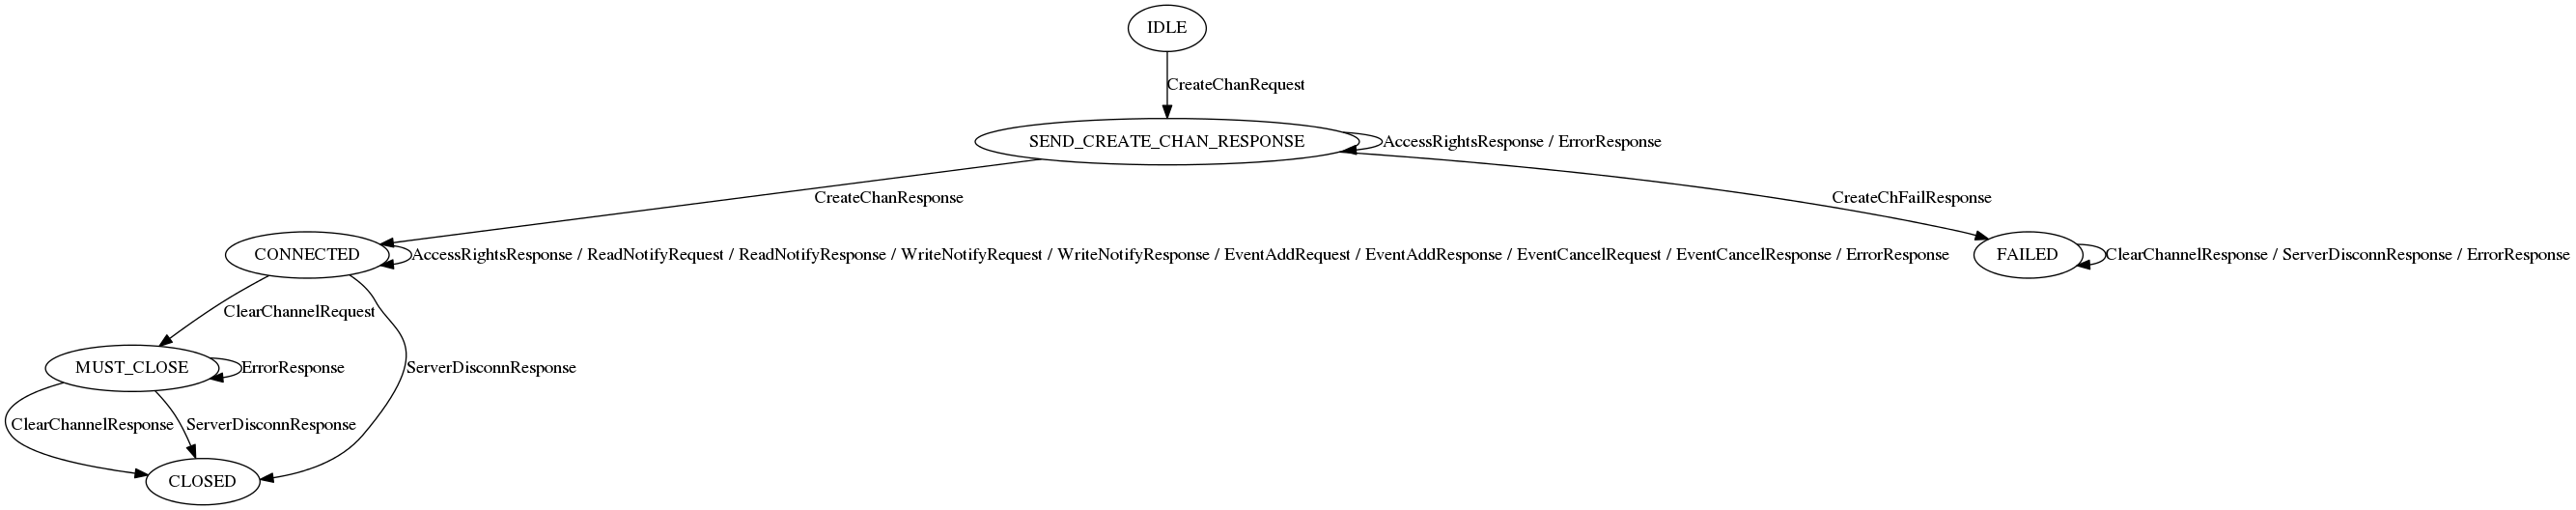 IDLE
CreateChanRequest
SEND_CREATE_CHAN_RESPONSE
AccessRightsResponse / ErrorResponse
CreateChanResponse
CreateChFailResponse
CONNECTED
AccessRightsResponse / ReadNotifyRequest / ReadNotifyResponse / WriteNotifyRequest / WriteNotifyResponse / EventAddRequest / EventAddResponse / EventCancelRequest / EventCancelResponse / ErrorResponse
FAILED
ClearChannelResponse / ServerDisconnResponse / ErrorResponse
ClearChannelRequest
MUST_CLOSE
ErrorResponse
ServerDisconnResponse
ClearChannelResponse
ServerDisconnResponse
CLOSED